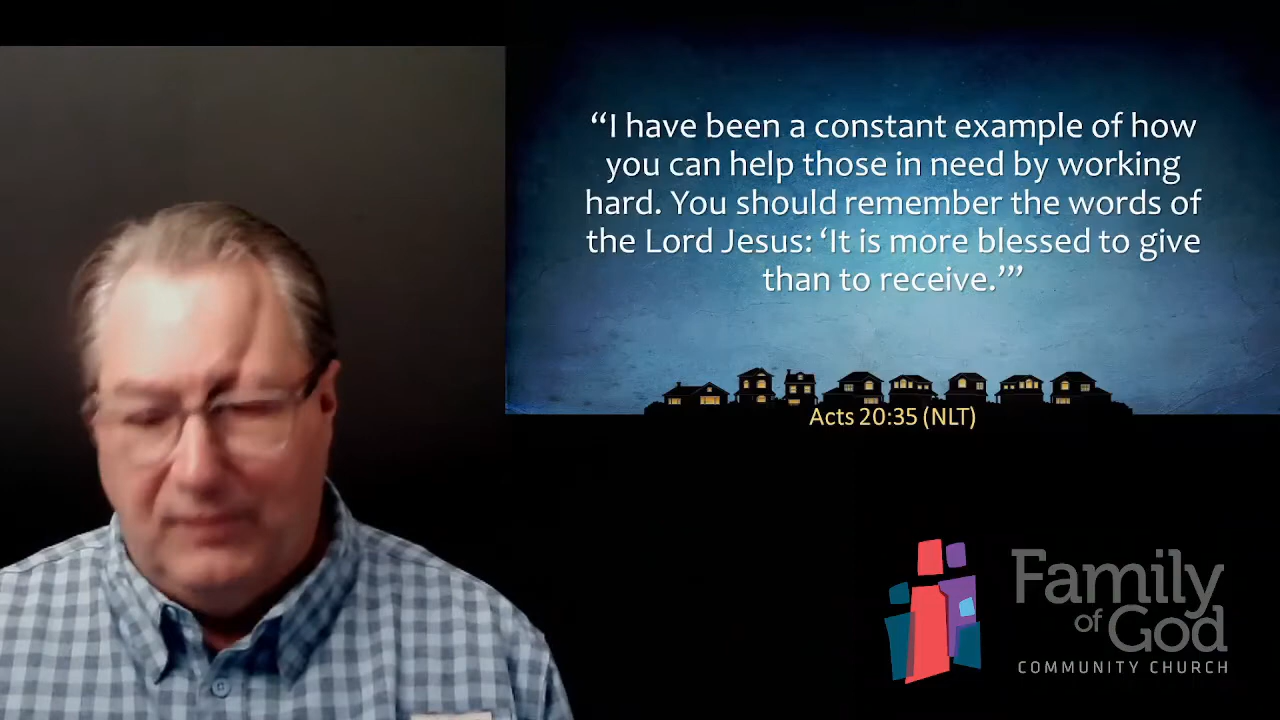 “I have been a constant example of how
you can help those in need by working
hard. You should remember the words of
the Lord Jesus: ‘It is more blessed to give
than to receive.’”
Acts 20:35 (NLT)
Family
of
God
COMMUNITY CHURCH